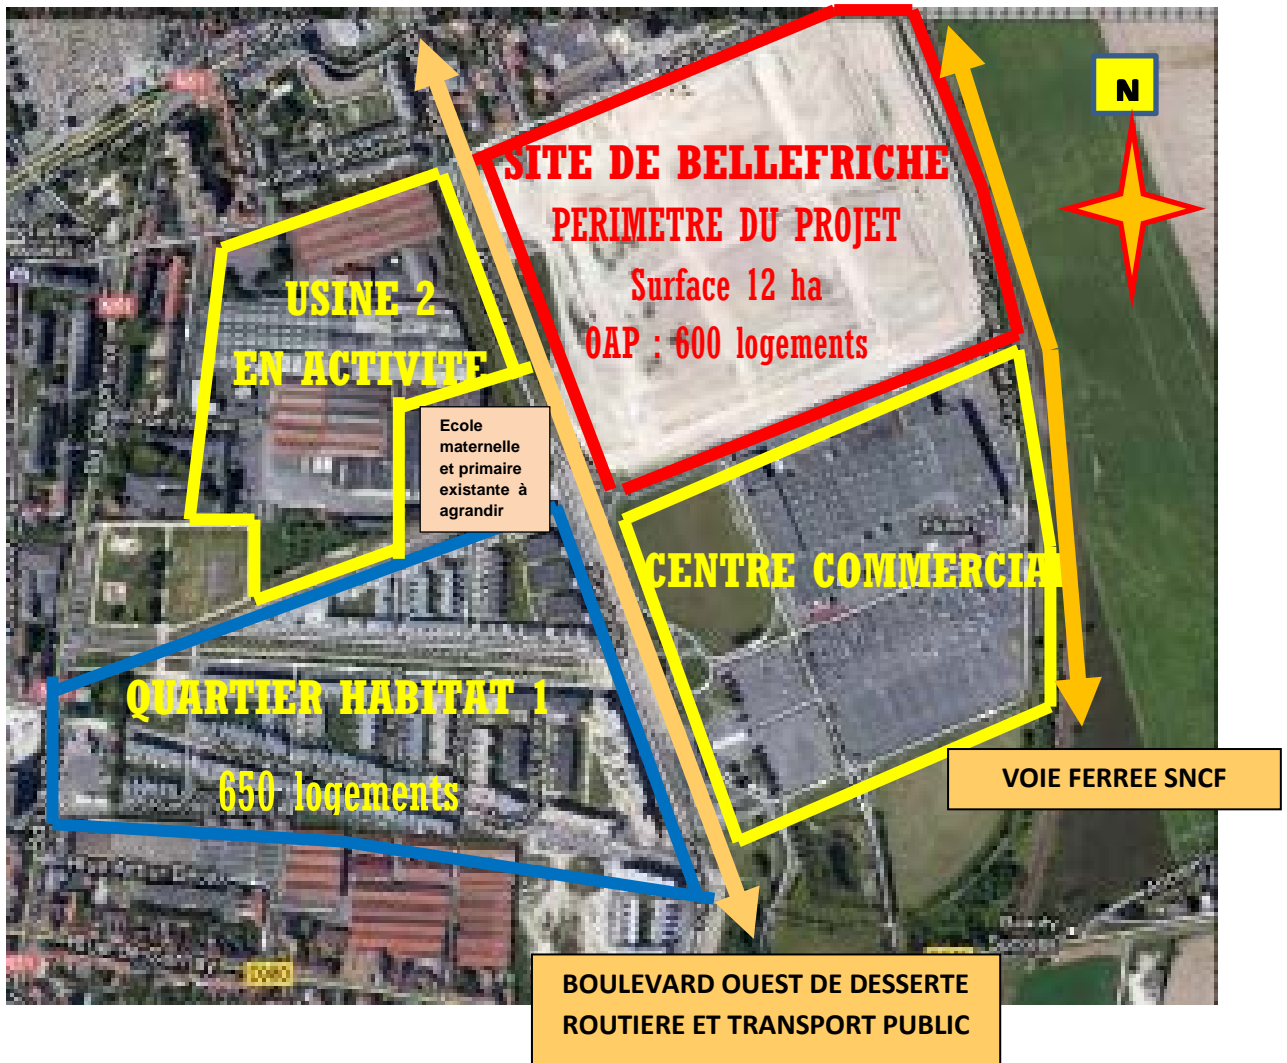 N
SITE DE BELLEFRICHE
PERIMETRE DU PROJET
Surface 12 ha
OAP : 600 logements
USINE 2
EN ACTIVITE
Ecole
maternelle
et primaire
existante à
agrandir
CENTRE COMMERCIA
QUARTIER HABITAT 1
650 logements
VOIE FERREE SNCF
D980
BOULEVARD OUEST DE DESSERTE
ROUTIERE ET TRANSPORT PUBLIC